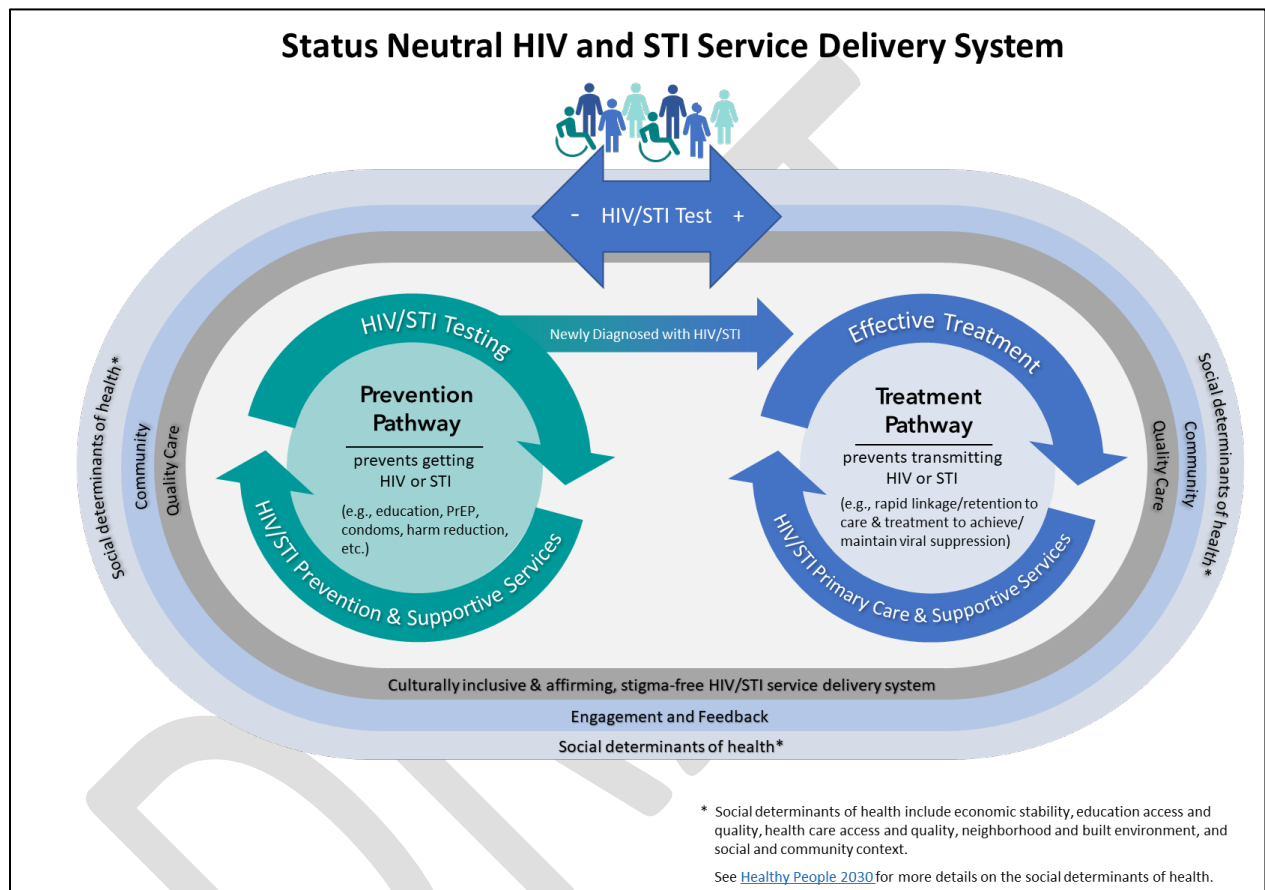 Status Neutral HIV and STI Service Delivery System
- HIV/STI Test +
HIV/STI Testing
Newly Diagnosed with HIV/STI
Effective Treatment
Prevention
Pathway
prevents getting
HIV or STI
(e.g., education, PrEP,
condoms, harm reduction,
etc.)
HIV/STI Prevention & Supportive Services
Treatment
Pathway
prevents transmitting
HIV or STI
(e.g., rapid linkage/retention to
care & treatment to achieve/
maintain viral suppression)
HIV/STI Primary Care & Supportive Services
Social determinants of health*
Community
Quality Care
Quality Care
Community
Social determinants of health*
Culturally inclusive & affirming, stigma-free HIV/STI service delivery system
Engagement and Feedback
Social determinants of health*
* Social determinants of health include economic stability, education access and
quality, health care access and quality, neighborhood and built environment, and
social and community context.
See Healthy People 2030 for more details on the social determinants of health.
DRAFT